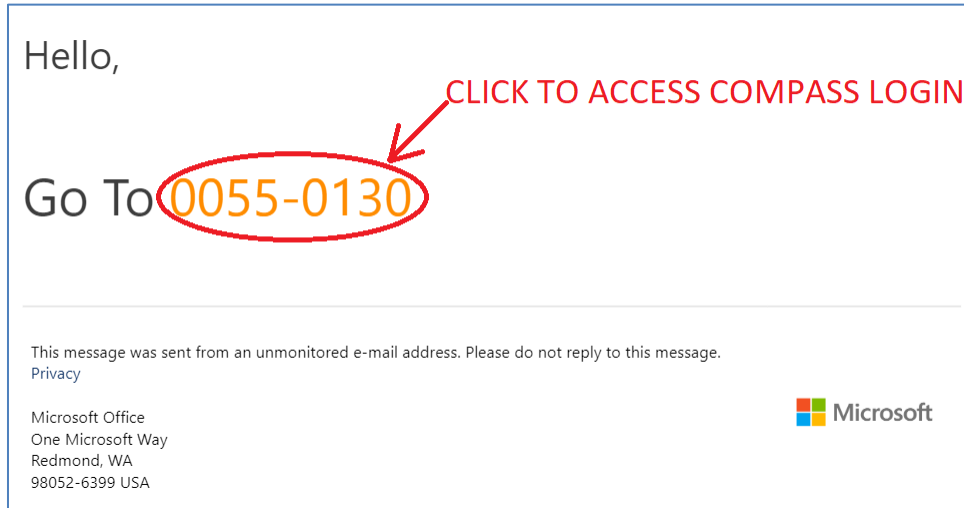 Hello,
CLICK TO ACCESS COMPASS LOGIN
Go To 0055-0130
This message was sent from an unmonitored e-mail address. Please do not reply to this message.
Privacy
Microsoft Office
One Microsoft Way
Redmond, WA
98052-6399 USA
Microsoft